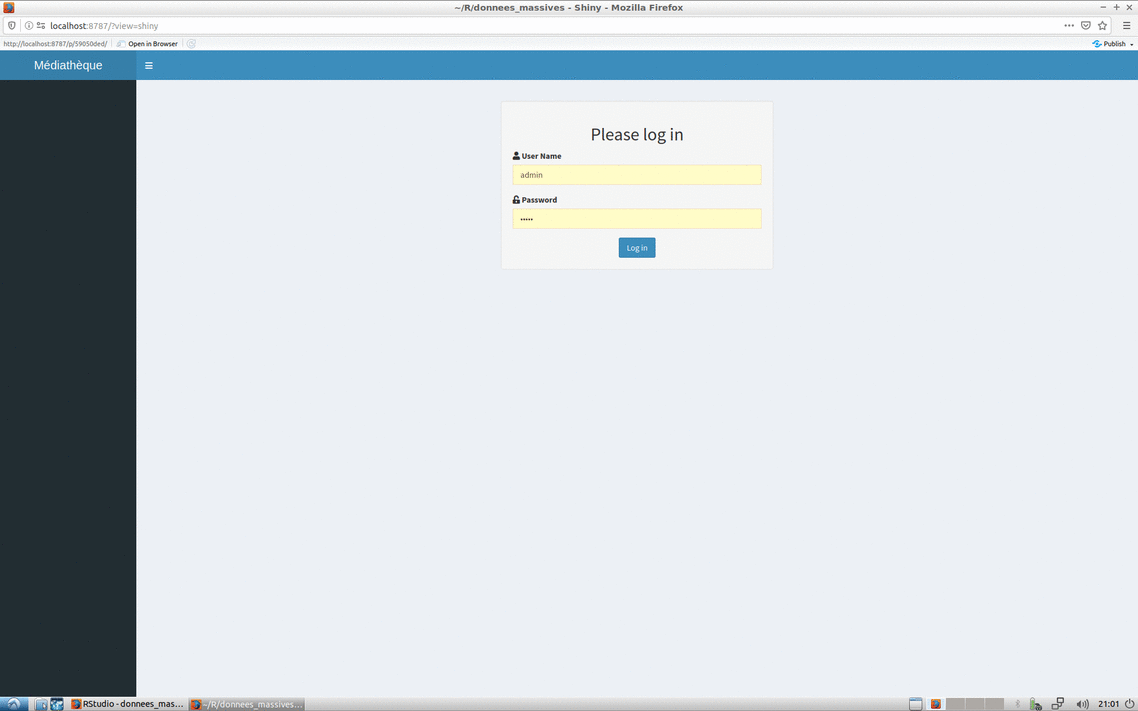 ~/R/donnees_massives - Shiny - Mozilla Firefox
localhost:8787/?view=shiny
http://localhost:8787/p/59050ded/
Open in Browser
Publish
Médiathèque
Please log in
User Name
admin
Password
•••••
Log in
RStudio - donnees_mas...
~/R/donnees_massives...
21:01